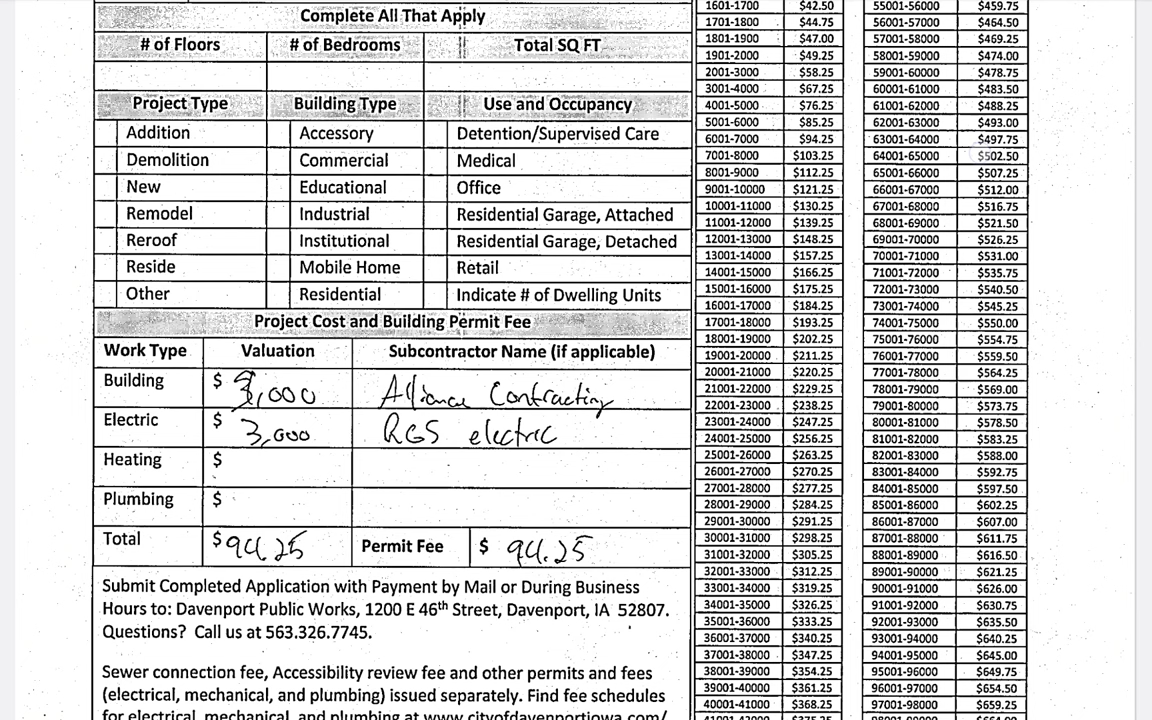 Complete All That Apply
# of Floors # of Bedrooms Total SQ FT
Project Type Building Type Use and Occupancy
Addition Accessory Detention/Supervised Care
Demolition Commercial Medical
New Educational Office
Remodel Industrial Residential Garage, Attached
Reroof Institutional Residential Garage, Detached
Reside Mobile Home Retail
Other Residential Indicate # of Dwelling Units
Project Cost and Building Permit Fee
Work Type Valuation Subcontractor Name (if applicable)
Building $ ,000 Alliance Contracting
Electric $ 3,000 RGS electric
Heating $
Plumbing $
Total $94.25 Permit Fee $ 94.25
Submit Completed Application with Payment by Mail or During Business
Hours to: Davenport Public Works, 1200 E 46th Street, Davenport, IA 52807.
Questions? Call us at 563.326.7745.
Sewer connection fee, Accessibility review fee and other permits and fees
(electrical, mechanical, and plumbing) issued separately. Find fee schedules
for electrical, mechanical, and plumbing at www.cityofdavenportiowa.com/
1601-1700 $42.50 55001-56000 $459.75
1701-1800 $44.75 56001-57000 $464.50
1801-1900 $47.00 57001-58000 $469.25
1901-2000 $49.25 58001-59000 $474.00
2001-3000 $58.25 59001-60000 $478.75
3001-4000 $67.25 60001-61000 $483.50
4001-5000 $76.25 61001-62000 $488.25
5001-6000 $85.25 62001-63000 $493.00
6001-7000 $94.25 63001-64000 $497.75
7001-8000 $103.25 64001-65000 $502.50
8001-9000 $112.25 65001-66000 $507.25
9001-10000 $121.25 66001-67000 $512.00
10001-11000 $130.25 67001-68000 $516.75
11001-12000 $139.25 68001-69000 $521.50
12001-13000 $148.25 69001-70000 $526.25
13001-14000 $157.25 70001-71000 $531.00
14001-15000 $166.25 71001-72000 $535.75
15001-16000 $175.25 72001-73000 $540.50
16001-17000 $184.25 73001-74000 $545.25
17001-18000 $193.25 74001-75000 $550.00
18001-19000 $202.25 75001-76000 $554.75
19001-20000 $211.25 76001-77000 $559.50
20001-21000 $220.25 77001-78000 $564.25
21001-22000 $229.25 78001-79000 $569.00
22001-23000 $238.25 79001-80000 $573.75
23001-24000 $247.25 80001-81000 $578.50
24001-25000 $256.25 81001-82000 $583.25
25001-26000 $263.25 82001-83000 $588.00
26001-27000 $270.25 83001-84000 $592.75
27001-28000 $277.25 84001-85000 $597.50
28001-29000 $284.25 85001-86000 $602.25
29001-30000 $291.25 86001-87000 $607.00
30001-31000 $298.25 87001-88000 $611.75
31001-32000 $305.25 88001-89000 $616.50
32001-33000 $312.25 89001-90000 $621.25
33001-34000 $319.25 90001-91000 $626.00
34001-35000 $326.25 91001-92000 $630.75
35001-36000 $333.25 92001-93000 $635.50
36001-37000 $340.25 93001-94000 $640.25
37001-38000 $347.25 94001-95000 $645.00
38001-39000 $354.25 95001-96000 $649.75
39001-40000 $361.25 96001-97000 $654.50
40001-41000 $368.25 97001-98000 $659.25